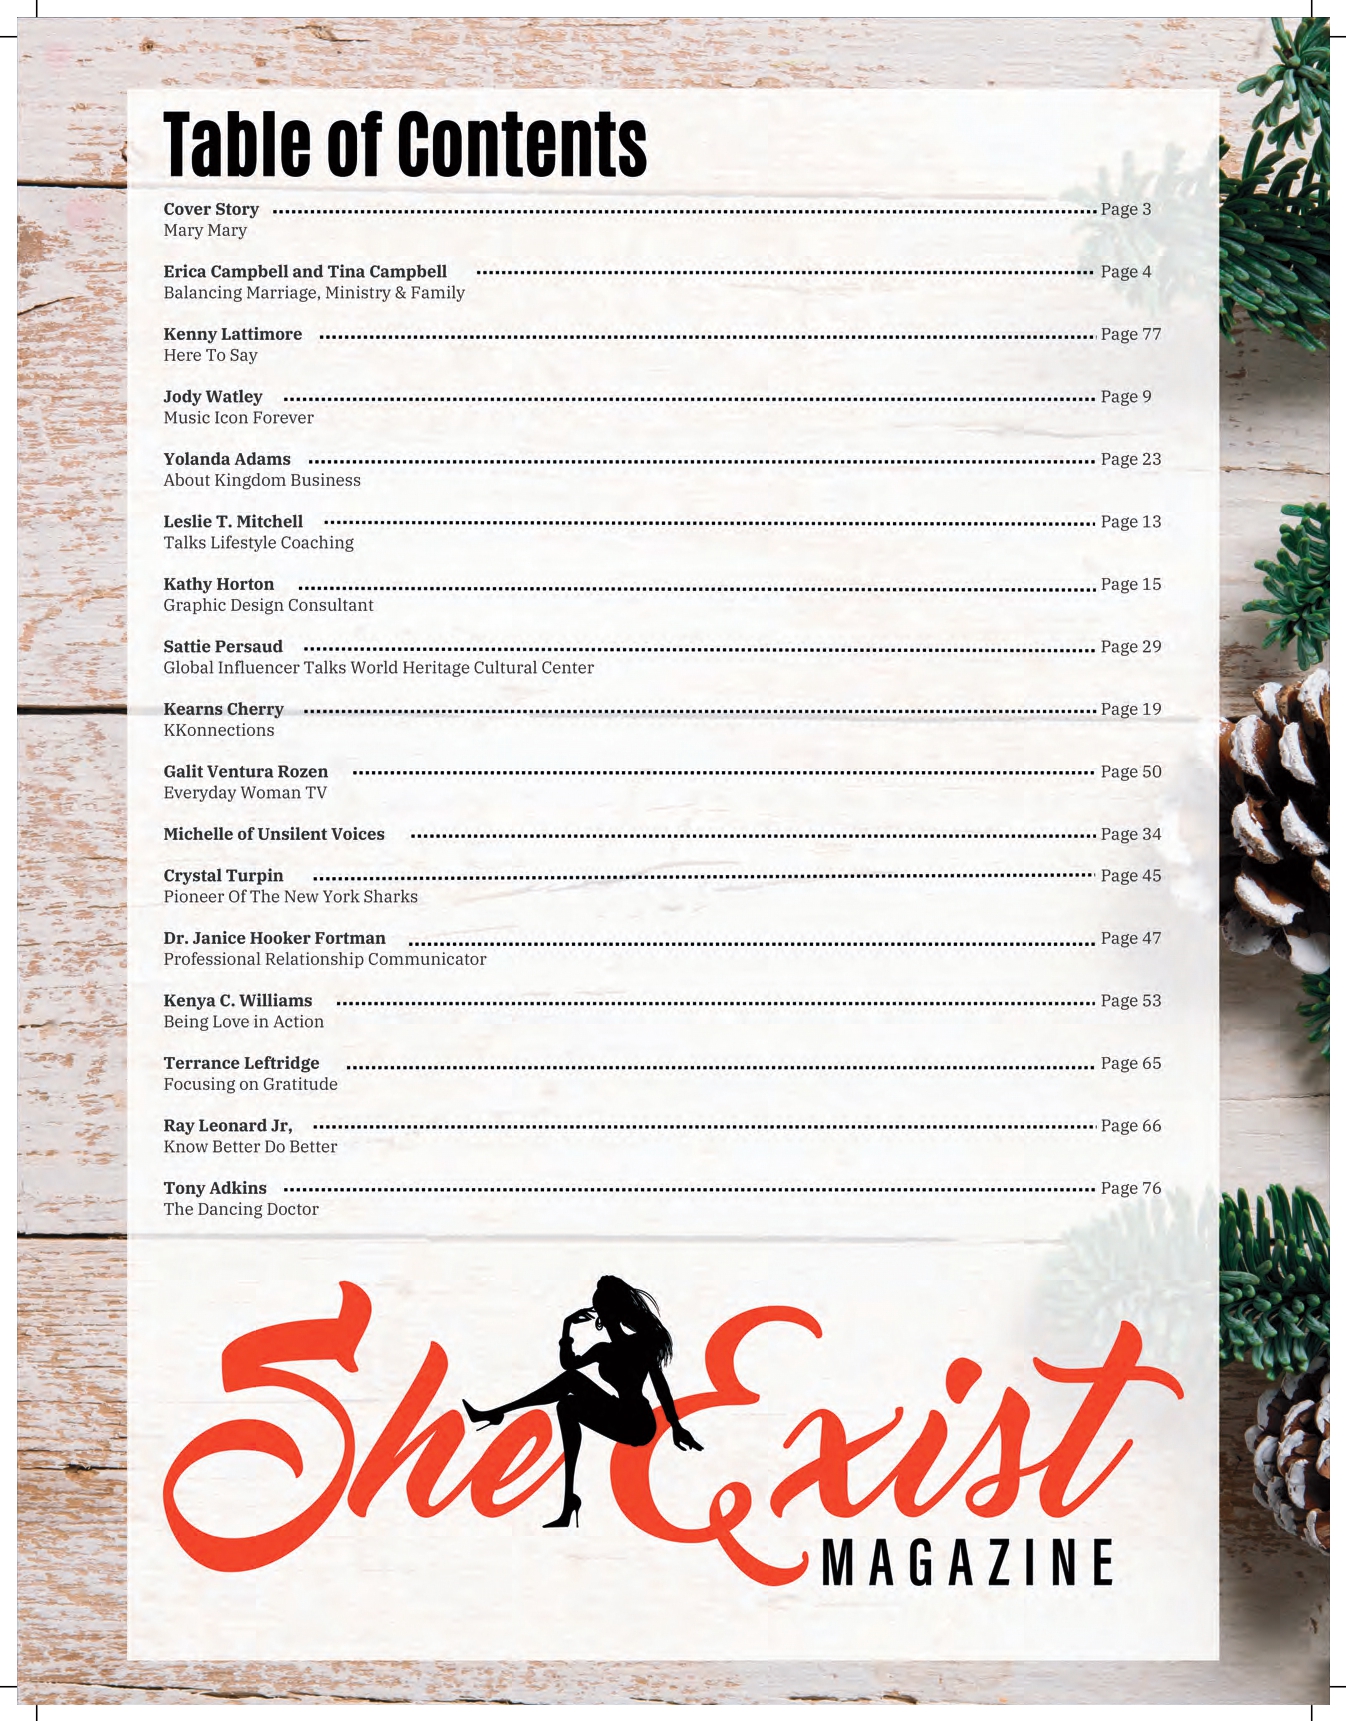 Table of Contents
Cover Story ........ Page 3
Mary Mary
Erica Campbell and Tina Campbell ........ Page 4
Balancing Marriage, Ministry & Family
Kenny Lattimore ........ Page 77
Here To Say
Jody Watley ........ Page 9
Music Icon Forever
Yolanda Adams ........ Page 23
About Kingdom Business
Leslie T. Mitchell ........ Page 13
Talks Lifestyle Coaching
Kathy Horton ........ Page 15
Graphic Design Consultant
Sattie Persaud ........ Page 29
Global Influencer Talks World Heritage Cultural Center
Kearns Cherry ........ Page 19
KKonnections
Galit Ventura Rozen ........ Page 50
Everyday Woman TV
Michelle of Unsilent Voices ........ Page 34
Crystal Turpin ........ Page 45
Pioneer Of The New York Sharks
Dr. Janice Hooker Fortman ........ Page 47
Professional Relationship Communicator
Kenya C. Williams ........ Page 53
Being Love in Action
Terrance Leftridge ........ Page 65
Focusing on Gratitude
Ray Leonard Jr, ........ Page 66
Know Better Do Better
Tony Adkins ........ Page 76
The Dancing Doctor
She Exist
MAGAZINE